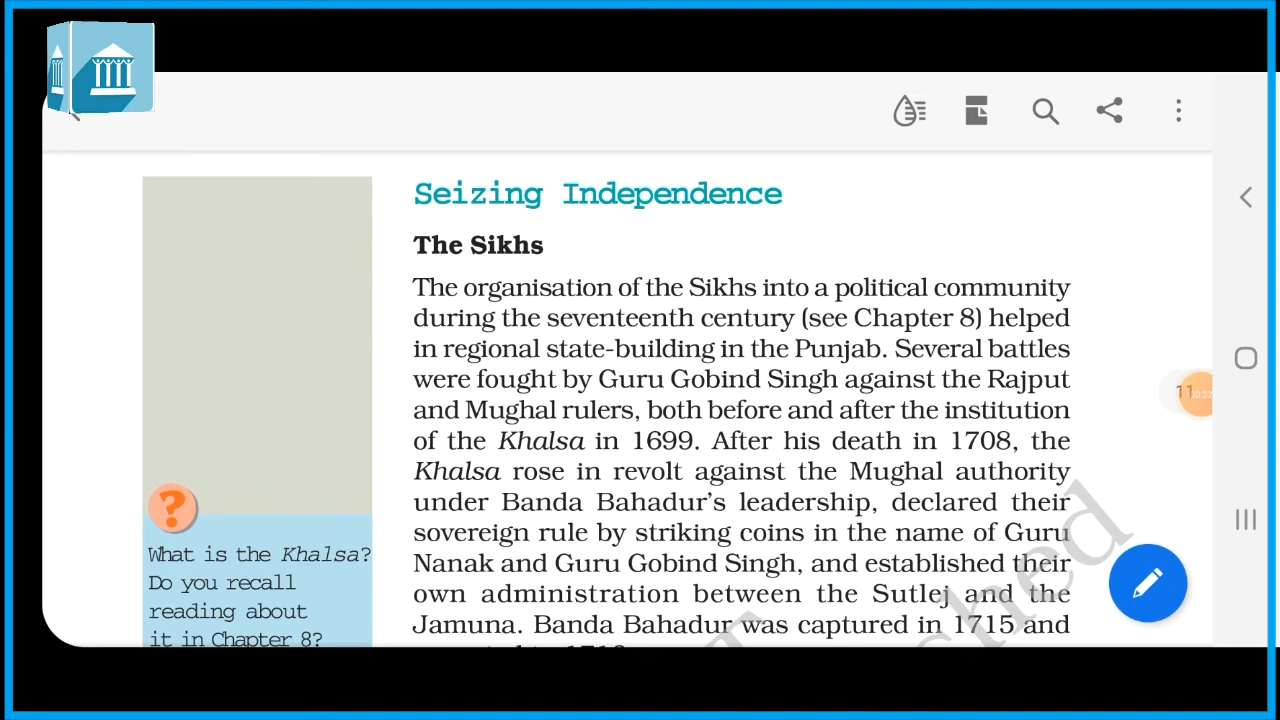 Seizing Independence
The Sikhs
The organisation of the Sikhs into a political community
during the seventeenth century (see Chapter 8) helped
in regional state-building in the Punjab. Several battles
were fought by Guru Gobind Singh against the Rajput
and Mughal rulers, both before and after the institution
of the Khalsa in 1699. After his death in 1708, the
Khalsa rose in revolt against the Mughal authority
under Banda Bahadur's leadership, declared their
sovereign rule by striking coins in the name of Guru
Nanak and Guru Gobind Singh, and established their
own administration between the Sutlej and the
Jamuna. Banda Bahadur was captured in 1715 and
?
What is the Khalsa?
Do you recall
reading about
it in Chapter 8?
11